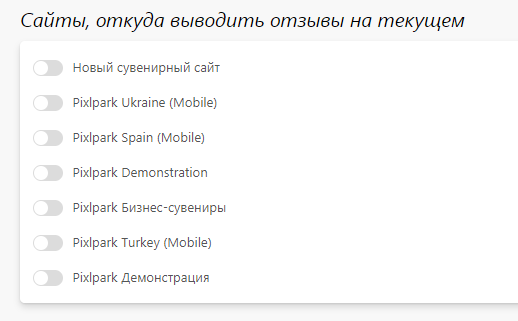 Сайты, откуда выводить отзывы на текущем
Новый сувенирный сайт
Pixlpark Ukraine (Mobile)
Pixlpark Spain (Mobile)
Pixlpark Demonstration
Pixlpark Бизнес-сувениры
Pixlpark Turkey (Mobile)
Pixlpark Демонстрация